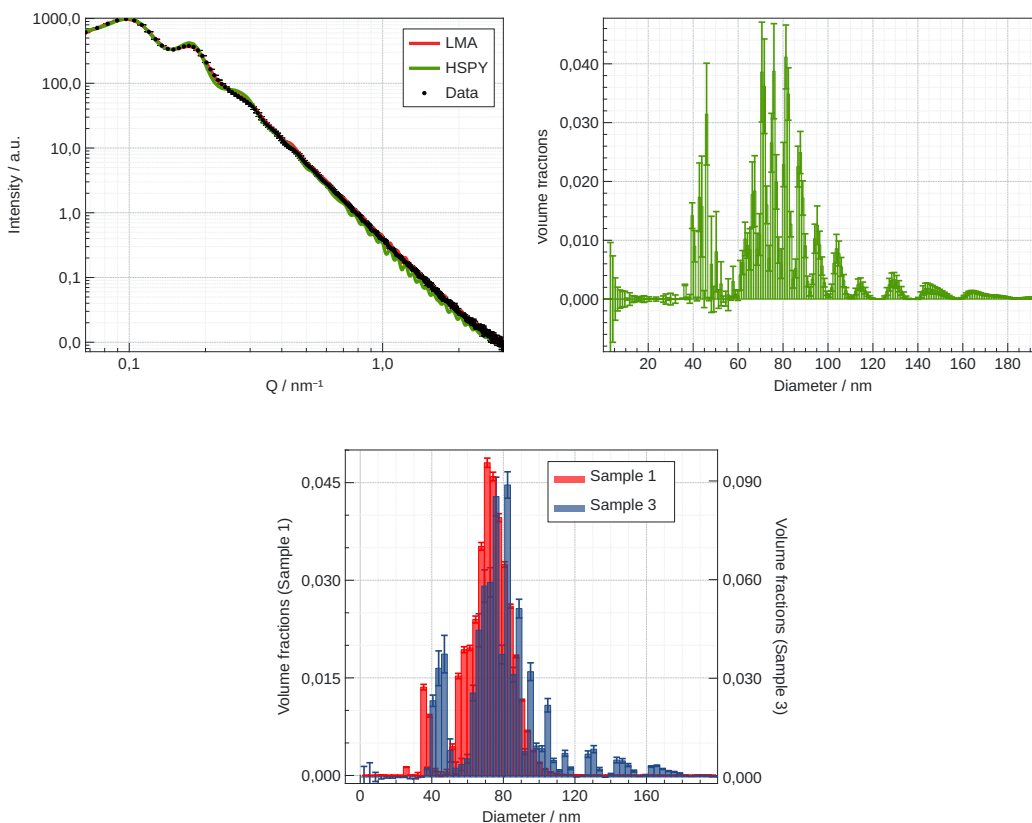 1000,0
100,0
10,0
1,0
0,1
0,0
Intensity / a.u.
LMA
HSPY
Data
0,1
1,0
Q / nm⁻¹
0,040
0,030
0,020
0,010
0,000
Volume fractions
20 40 60 80 100 120 140 160 180
Diameter / nm
0,045
0,030
0,015
0,000
Volume fractions (Sample 1)
Sample 1
Sample 3
0,090
0,060
0,030
0,000
Volume fractions (Sample 3)
0 40 80 120 160
Diameter / nm